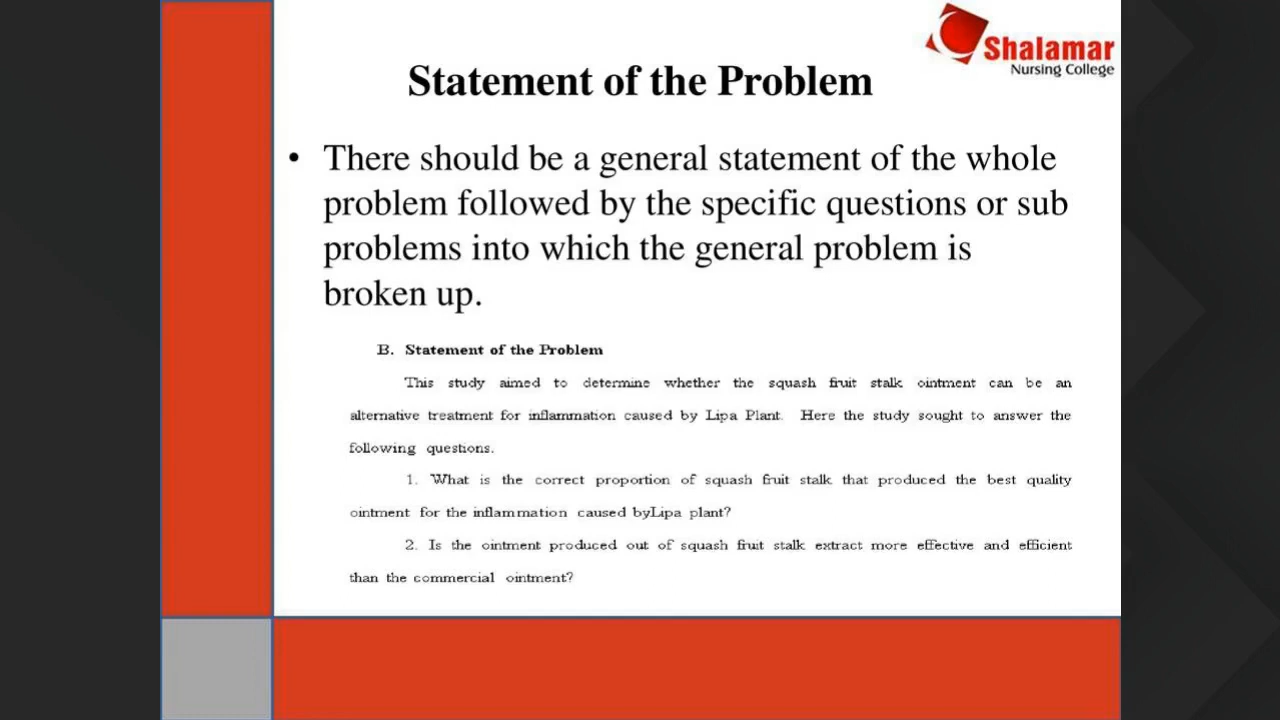 Shalamar
Nursing College
Statement of the Problem
• There should be a general statement of the whole
problem followed by the specific questions or sub
problems into which the general problem is
broken up.
B. Statement of the Problem
This study aimed to determine whether the squash fruit stalk ointment can be an
alternative treatment for inflammation caused by Lipa Plant. Here the study sought to answer the
following questions.
1. What is the correct proportion of squash fruit stalk that produced the best quality
ointment for the inflammation caused byLipa plant?
2. Is the ointment produced out of squash fruit stalk extract more effective and efficient
than the commercial ointment?